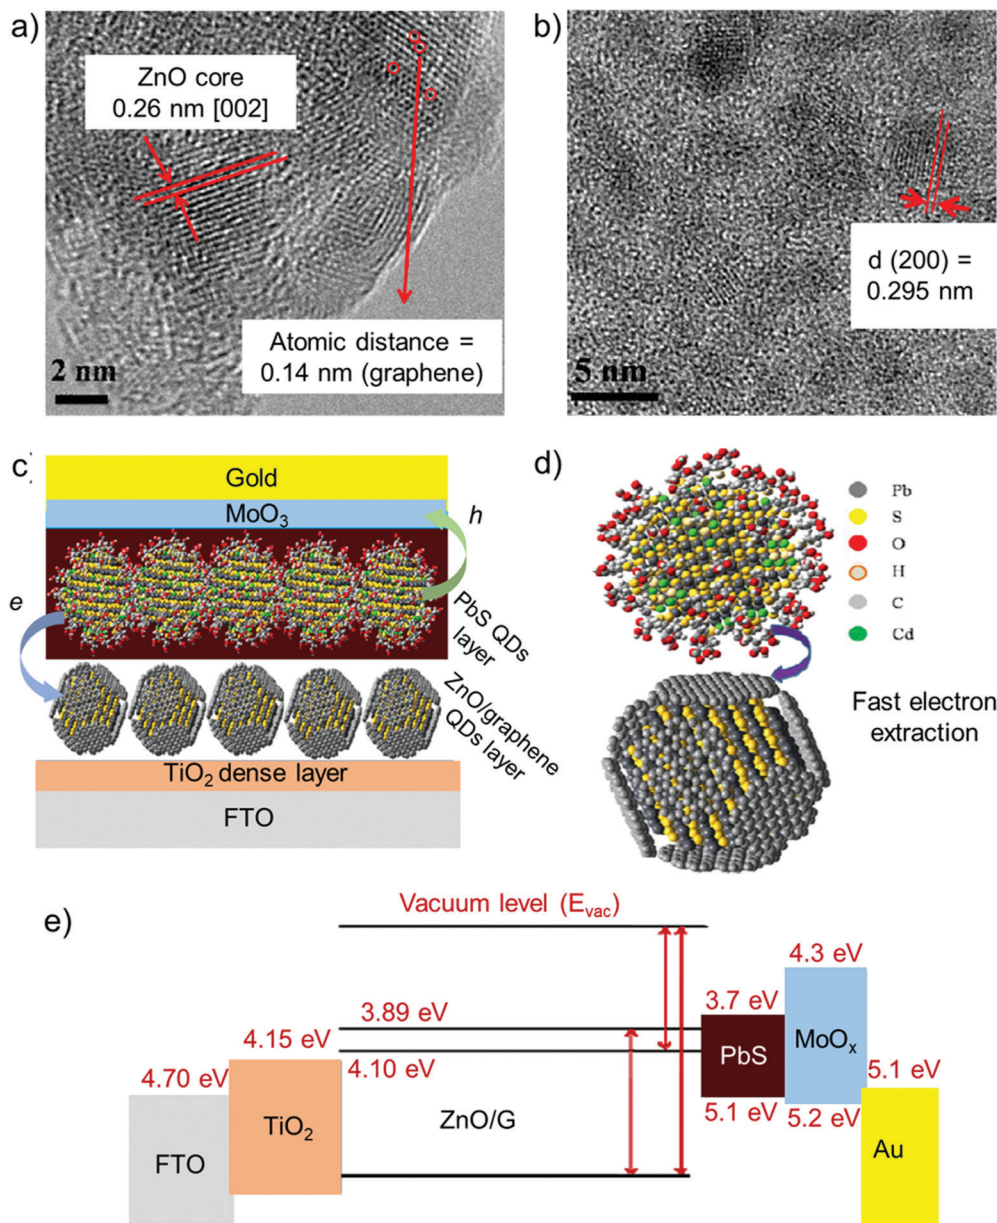 a)
ZnO core
0.26 nm [002]
Atomic distance =
0.14 nm (graphene)
2 nm
b)
d (200) =
0.295 nm
5 nm
c)
Gold
MoO₃
h
e
PbS QDs
layer
ZnO/graphene
QDs layer
TiO₂ dense layer
FTO
d)
Pb
S
O
H
C
Cd
Fast electron
extraction
e)
Vacuum level (Eᵥₐc)
4.3 eV
3.89 eV
3.7 eV
4.15 eV
MoOₓ
4.10 eV
PbS
5.1 eV
4.70 eV
TiO₂
ZnO/G
5.1 eV
5.2 eV
FTO
Au